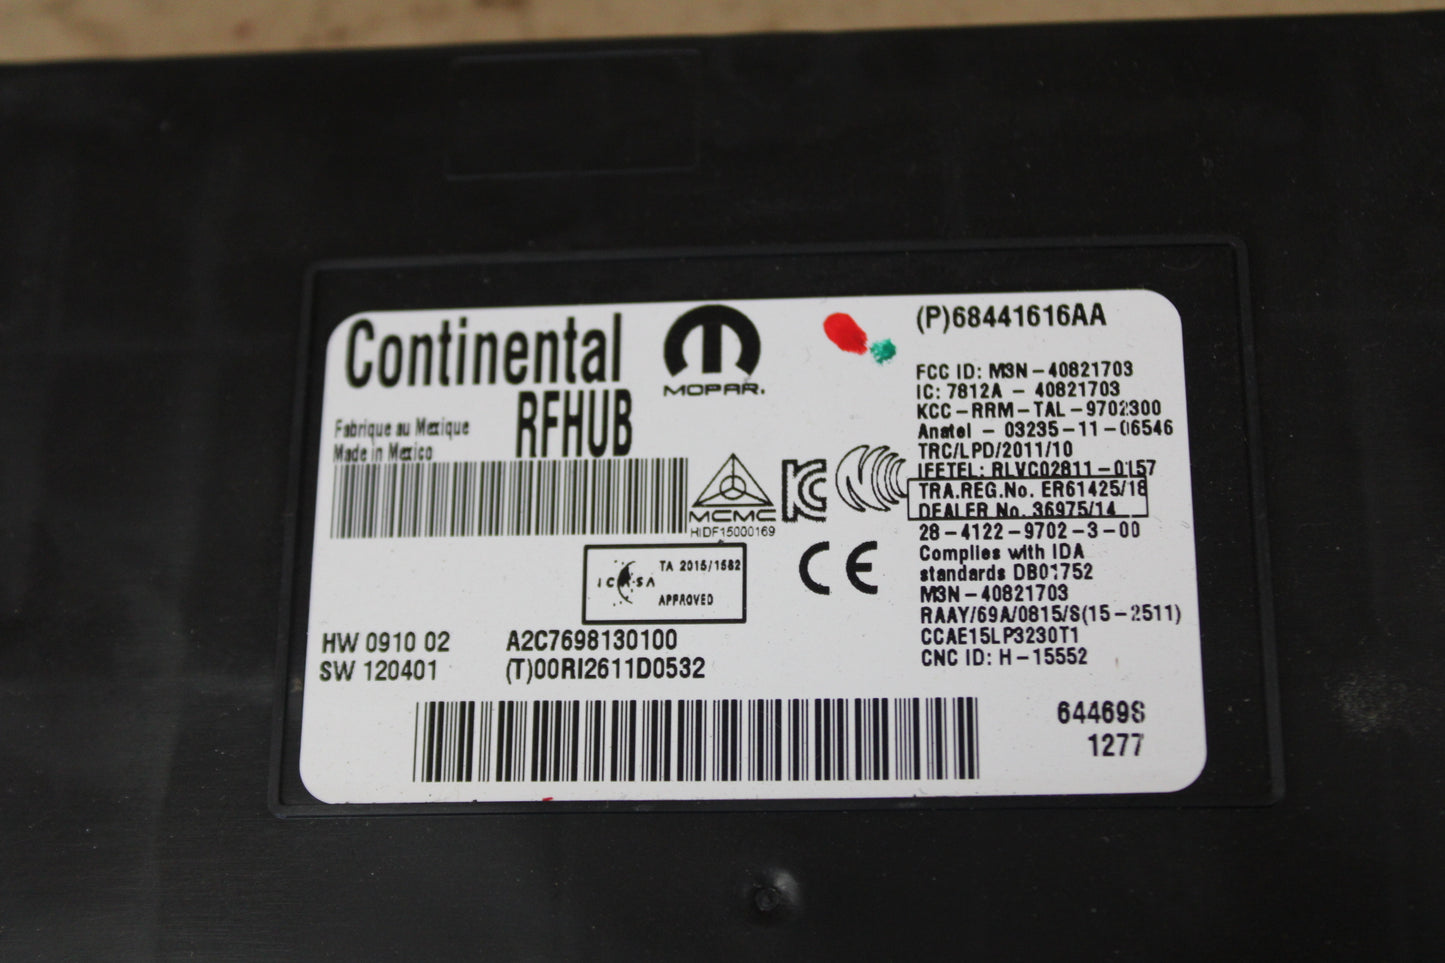 Continental
RFHUB
MOPAR.
(P)68441616AA
Fabrique au Mexique
Made in Mexico
FCC ID: M3N-40821703
IC: 7812A - 40821703
KCC-RRM-TAL-9702300
Anatel - 03235-11-06546
TRC/LPD/2011/10
IFETEL: RLVCO2811-0157
TRA.REG.No. ER61425/18
DEALER No. 36975/14
28-4122-9702-3-00
Complies with IDA
standards DB01752
M3N-40821703
RAAY/69A/0815/S(15-2511)
CCAE15LP3230T1
CNC ID: H-15552
MCMC
HIDF15000169
KC
CE
ICASA
TA 2015/1582
APPROVED
HW 0910 02
SW 120401
A2C7698130100
(T)00RI2611D0532
64469S
1277